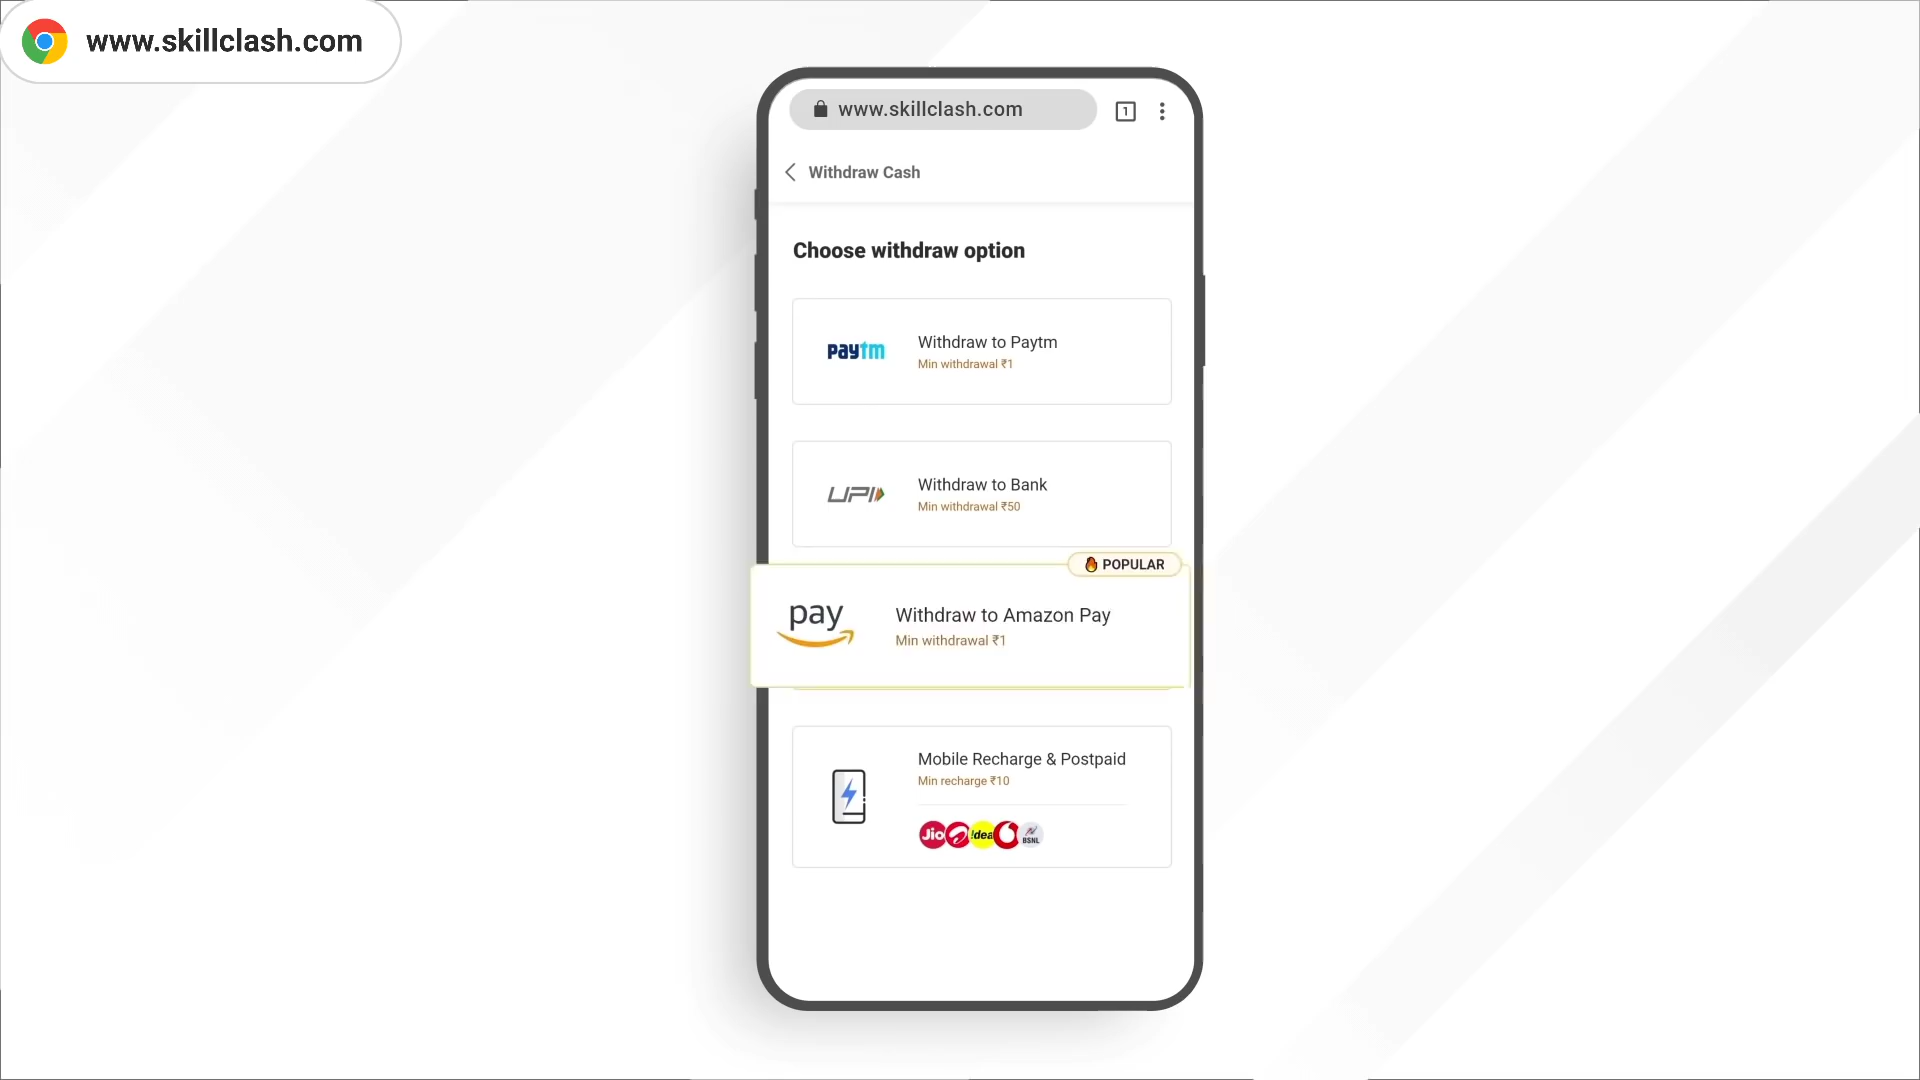 www.skillclash.com
www.skillclash.com
1
Withdraw Cash
Choose withdraw option
paytm
Withdraw to Paytm
Min withdrawal ₹1
UPI
Withdraw to Bank
Min withdrawal ₹50
POPULAR
pay
Withdraw to Amazon Pay
Min withdrawal ₹1
Mobile Recharge & Postpaid
Min recharge ₹10
Jio !dea BSNL